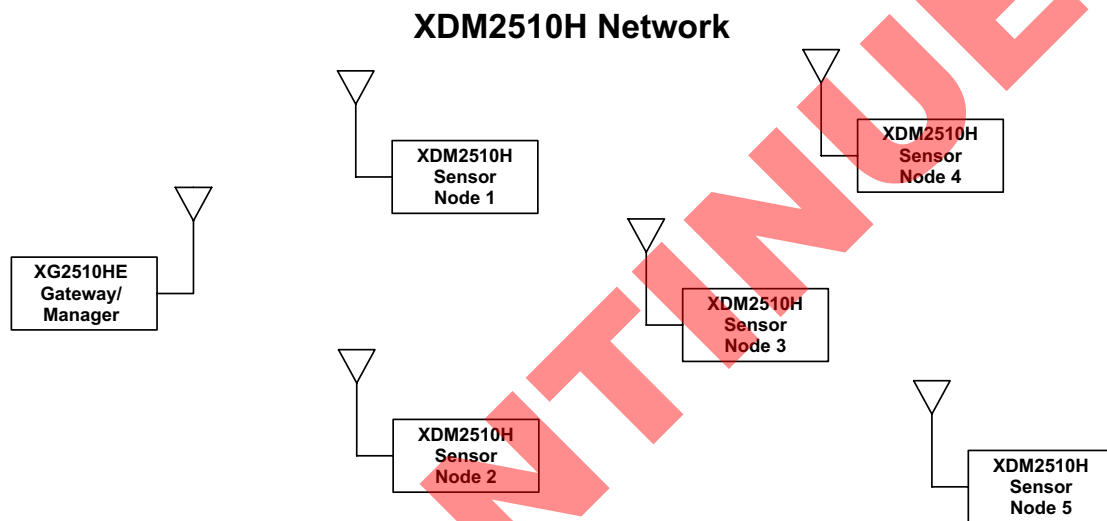 XDM2510H Network
XDM2510H
Sensor
Node 1
XDM2510H
Sensor
Node 4
XG2510HE
Gateway/
Manager
XDM2510H
Sensor
Node 3
XDM2510H
Sensor
Node 2
XDM2510H
Sensor
Node 5
NTINUE